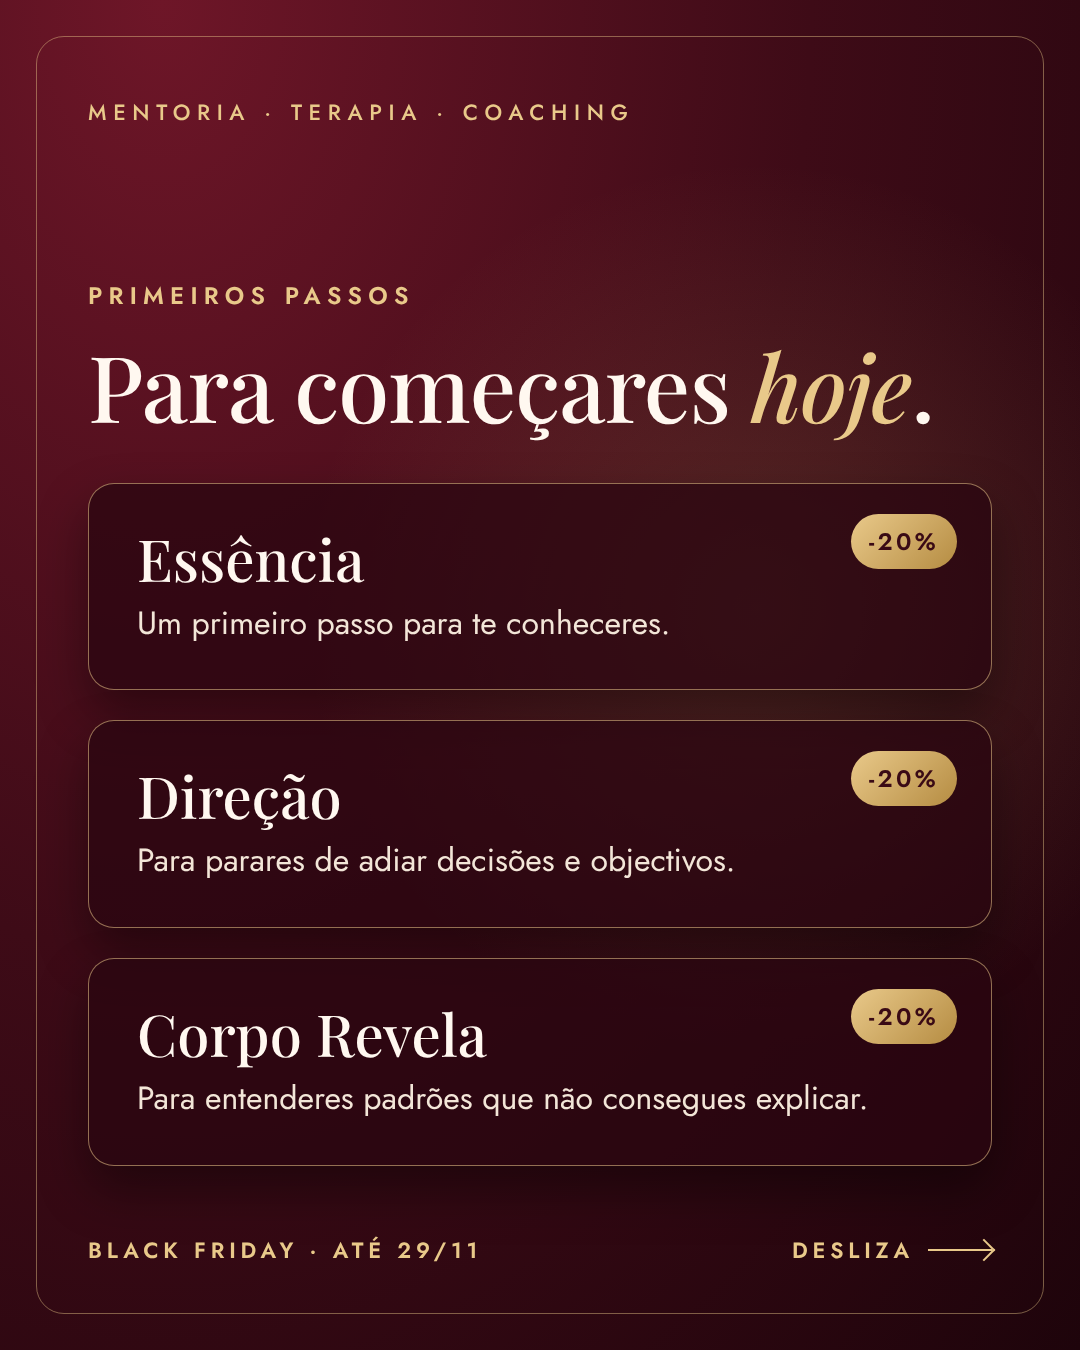 MENTORIA · TERAPIA · COACHING
PRIMEIROS PASSOS
Para começares hoje.
Essência
-20%
Um primeiro passo para te conheceres.
Direção
-20%
Para parares de adiar decisões e objectivos.
Corpo Revela
-20%
Para entenderes padrões que não consegues explicar.
BLACK FRIDAY · ATÉ 29/11
DESLIZA